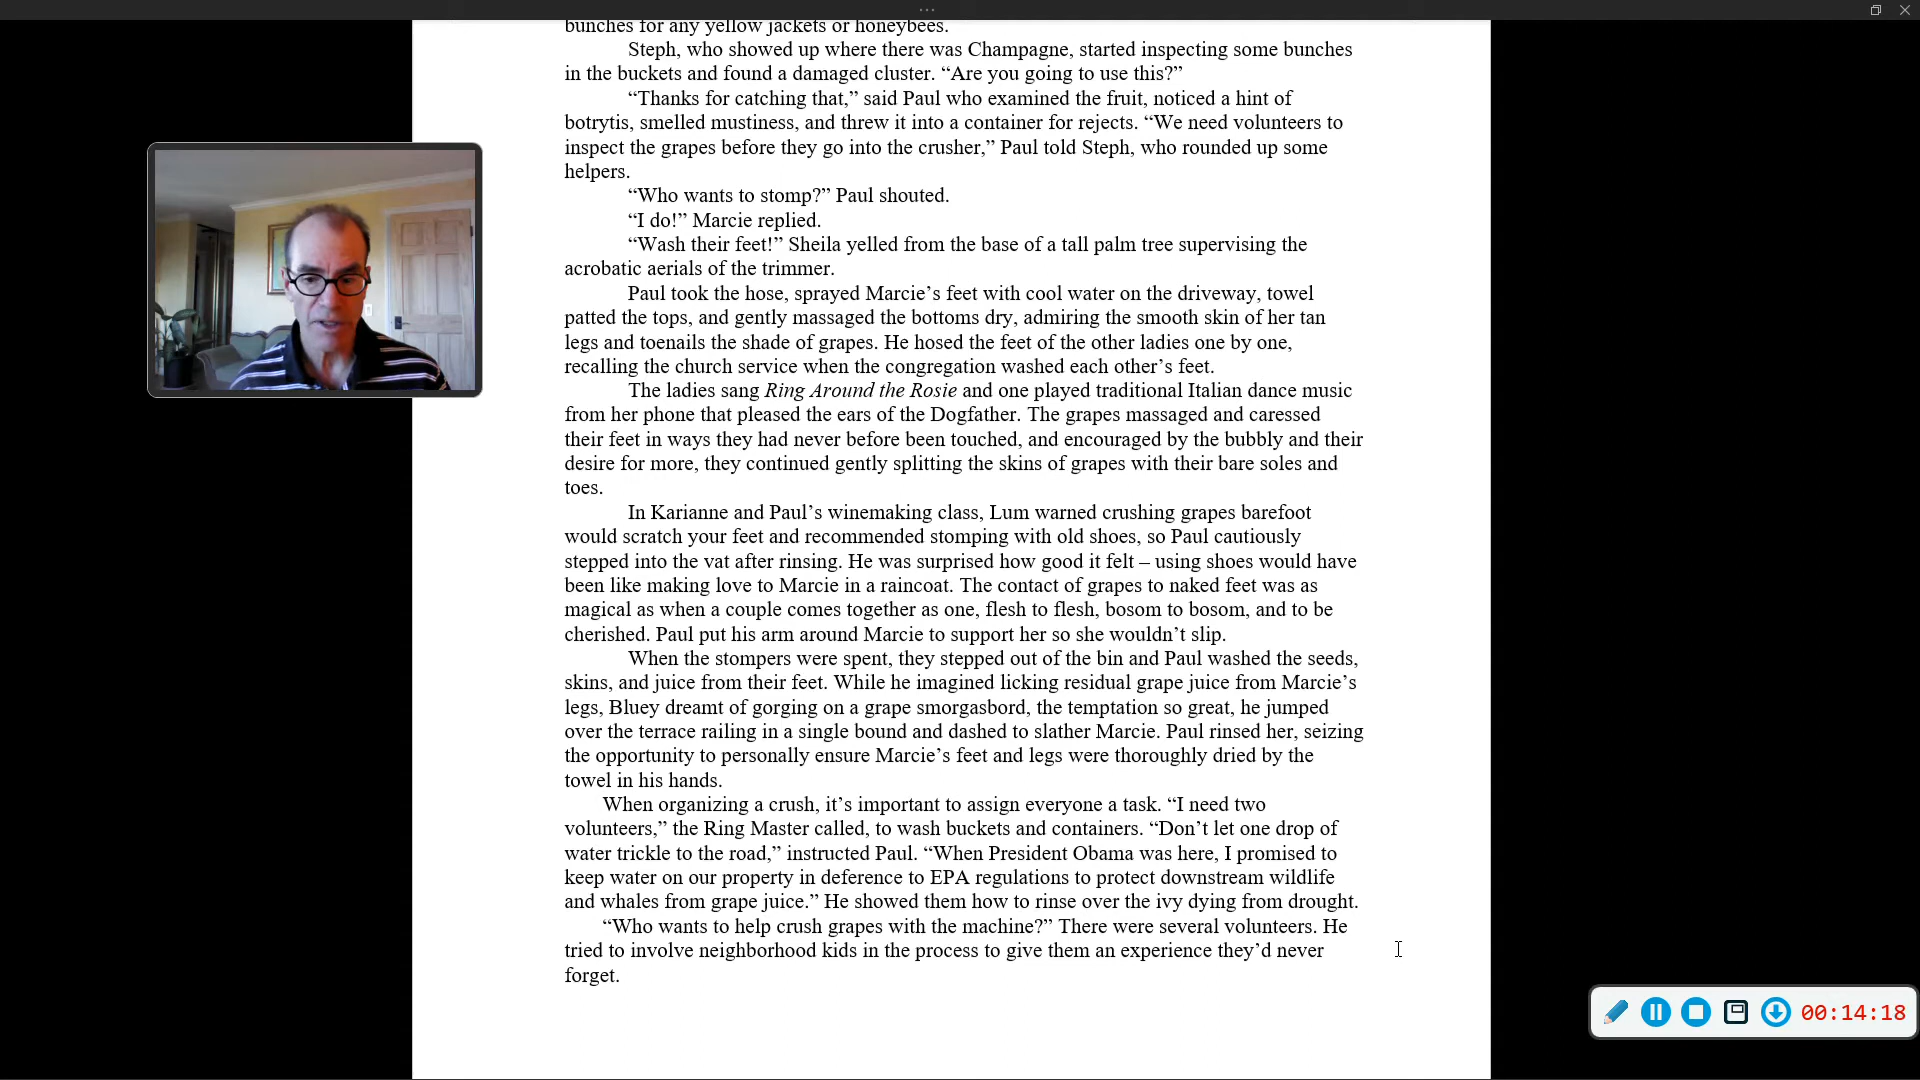 bunches for any yellow jackets or honeybees.
Steph, who showed up where there was Champagne, started inspecting some bunches
in the buckets and found a damaged cluster. “Are you going to use this?”
“Thanks for catching that,” said Paul who examined the fruit, noticed a hint of
botrytis, smelled mustiness, and threw it into a container for rejects. “We need volunteers to
inspect the grapes before they go into the crusher,” Paul told Steph, who rounded up some
helpers.
“Who wants to stomp?” Paul shouted.
“I do!” Marcie replied.
“Wash their feet!” Sheila yelled from the base of a tall palm tree supervising the
acrobatic aerials of the trimmer.
Paul took the hose, sprayed Marcie’s feet with cool water on the driveway, towel
patted the tops, and gently massaged the bottoms dry, admiring the smooth skin of her tan
legs and toenails the shade of grapes. He hosed the feet of the other ladies one by one,
recalling the church service when the congregation washed each other’s feet.
The ladies sang Ring Around the Rosie and one played traditional Italian dance music
from her phone that pleased the ears of the Dogfather. The grapes massaged and caressed
their feet in ways they had never before been touched, and encouraged by the bubbly and their
desire for more, they continued gently splitting the skins of grapes with their bare soles and
toes.
In Karianne and Paul’s winemaking class, Lum warned crushing grapes barefoot
would scratch your feet and recommended stomping with old shoes, so Paul cautiously
stepped into the vat after rinsing. He was surprised how good it felt – using shoes would have
been like making love to Marcie in a raincoat. The contact of grapes to naked feet was as
magical as when a couple comes together as one, flesh to flesh, bosom to bosom, and to be
cherished. Paul put his arm around Marcie to support her so she wouldn’t slip.
When the stompers were spent, they stepped out of the bin and Paul washed the seeds,
skins, and juice from their feet. While he imagined licking residual grape juice from Marcie’s
legs, Bluey dreamt of gorging on a grape smorgasbord, the temptation so great, he jumped
over the terrace railing in a single bound and dashed to slather Marcie. Paul rinsed her, seizing
the opportunity to personally ensure Marcie’s feet and legs were thoroughly dried by the
towel in his hands.
When organizing a crush, it’s important to assign everyone a task. “I need two
volunteers,” the Ring Master called, to wash buckets and containers. “Don’t let one drop of
water trickle to the road,” instructed Paul. “When President Obama was here, I promised to
keep water on our property in deference to EPA regulations to protect downstream wildlife
and whales from grape juice.” He showed them how to rinse over the ivy dying from drought.
“Who wants to help crush grapes with the machine?” There were several volunteers. He
tried to involve neighborhood kids in the process to give them an experience they’d never
forget.
00:14:18